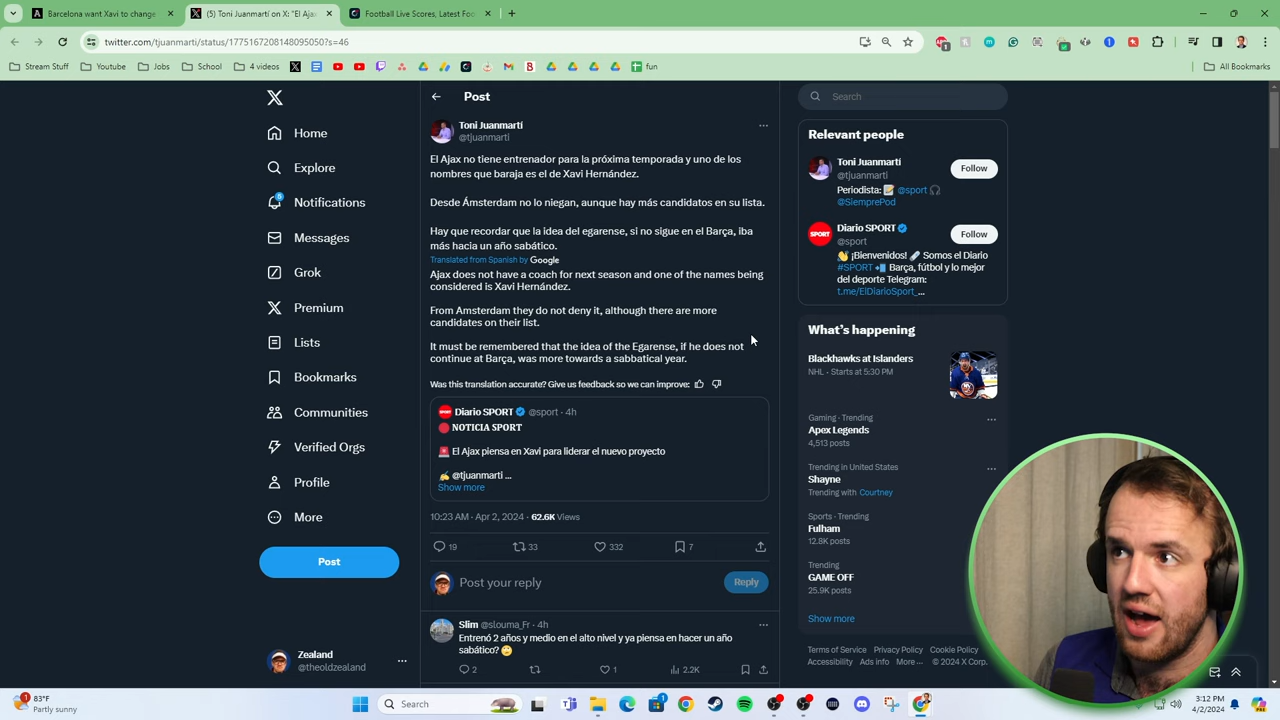 Barcelona want Xavi to change
(5) Toni Juanmartí on X: "El Ajax
Football Live Scores, Latest Foo
twitter.com/tjuanmarti/status/1775167208148095050?s=46
Stream Stuff
Youtube
Jobs
School
4 videos
fun
All Bookmarks
Home
Explore
6
Notifications
Messages
Grok
Premium
Lists
Bookmarks
Communities
Verified Orgs
Profile
More
Post
Zealand
@theoldzealand
Post
Toni Juanmartí
@tjuanmarti
El Ajax no tiene entrenador para la próxima temporada y uno de los
nombres que baraja es el de Xavi Hernández.
Desde Ámsterdam no lo niegan, aunque hay más candidatos en su lista.
Hay que recordar que la idea del egarense, si no sigue en el Barça, iba
más hacia un año sabático.
Translated from Spanish by Google
Ajax does not have a coach for next season and one of the names being
considered is Xavi Hernández.
From Amsterdam they do not deny it, although there are more
candidates on their list.
It must be remembered that the idea of the Egarense, if he does not
continue at Barça, was more towards a sabbatical year.
Was this translation accurate? Give us feedback so we can improve:
Diario SPORT @sport · 4h
NOTICIA SPORT
El Ajax piensa en Xavi para liderar el nuevo proyecto
@tjuanmarti ...
Show more
10:23 AM · Apr 2, 2024 · 62.6K Views
19 33 332 7
Post your reply
Reply
Slim @slouma_Fr · 4h
Entrenó 2 años y medio en el alto nivel y ya piensa en hacer un año
sabático?
2 1 2.2K
Search
Relevant people
Toni Juanmartí
@tjuanmarti
Follow
Periodista: @sport
@SiemprePod
Diario SPORT
@sport
Follow
SPORT
¡Bienvenidos! Somos el Diario
#SPORT Barça, fútbol y lo mejor
del deporte Telegram:
t.me/ElDiarioSport_...
What's happening
Blackhawks at Islanders
NHL · Starts at 5:30 PM
Gaming · Trending
Apex Legends
4,513 posts
Trending in United States
Shayne
Trending with Courtney
Sports · Trending
Fulham
12.8K posts
Trending
GAME OFF
25.9K posts
Show more
Terms of Service Privacy Policy Cookie Policy
Accessibility Ads info More ... © 2024 X Corp.
1
83°F
Partly sunny
Search
3:12 PM
4/2/2024